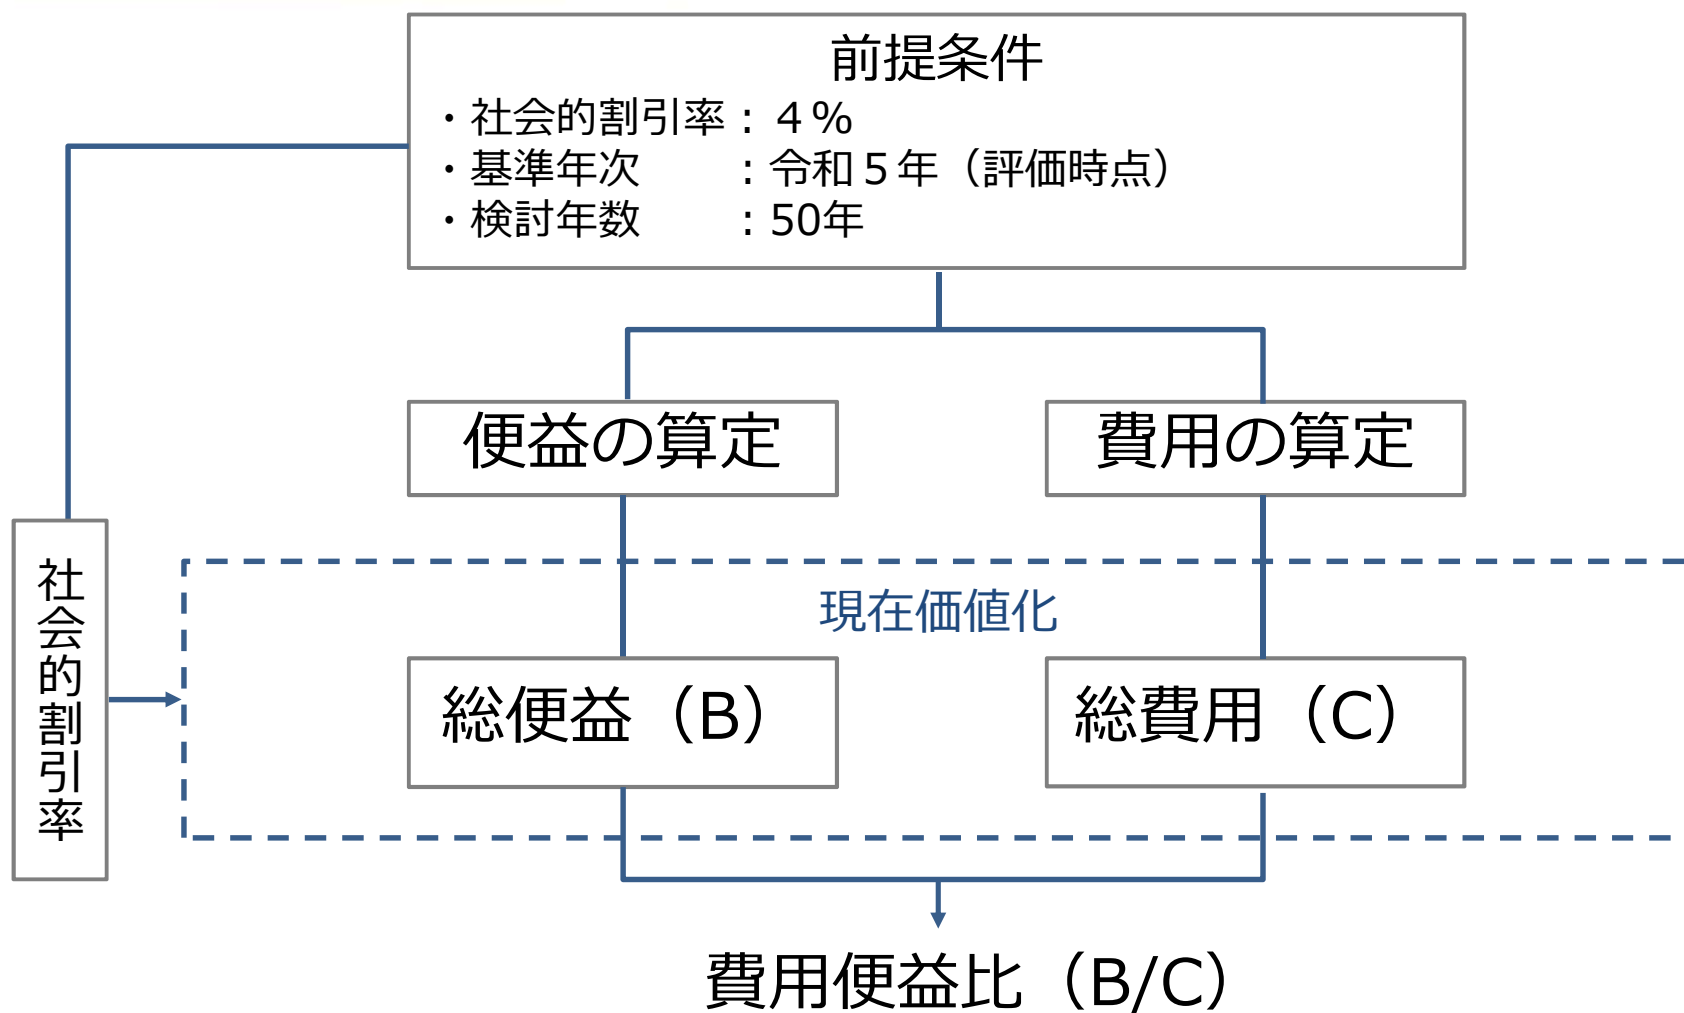 前提条件
・社会的割引率：４％
・基準年次　　：令和５年（評価時点）
・検討年数　　：50年
便益の算定
費用の算定
社会的割引率
現在価値化
総便益（B）
総費用（C）
費用便益比（B/C）